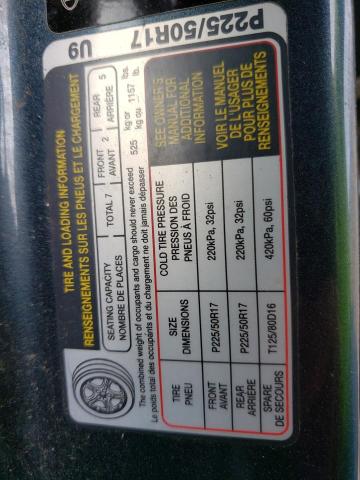 TIRE AND LOADING INFORMATION
RENSEIGNEMENTS SUR LES PNEUS ET LE CHARGEMENT
SEATING CAPACITY TOTAL 7 FRONT 2 REAR 5
NOMBRE DE PLACES AVANT ARRIÈRE
The combined weight of occupants and cargo should never exceed 525 kg or 1157 lbs.
Le poids total des occupants et du chargement ne doit jamais dépasser kg ou lb.
TIRE SIZE COLD TIRE PRESSURE
PNEU DIMENSIONS PRESSION DES
PNEUS À FROID
FRONT P225/50R17 220kPa, 32psi
AVANT
REAR P225/50R17 220kPa, 32psi
ARRIÈRE
SPARE T125/80D16 420kPa, 60psi
DE SECOURS
SEE OWNER'S
MANUAL FOR
ADDITIONAL
INFORMATION
VOIR LE MANUEL
DE L'USAGER
POUR PLUS DE
RENSEIGNEMENTS
P225/50R17
U9